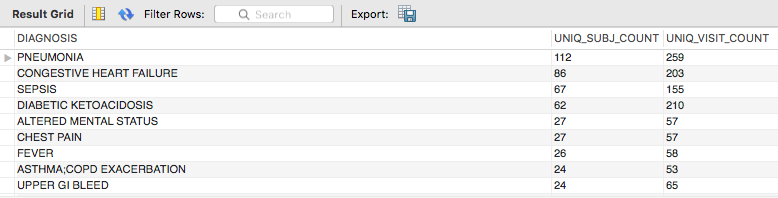 Result Grid Filter Rows: Search Export:
DIAGNOSIS UNIQ_SUBJ_COUNT UNIQ_VISIT_COUNT
PNEUMONIA 112 259
CONGESTIVE HEART FAILURE 86 203
SEPSIS 67 155
DIABETIC KETOACIDOSIS 62 210
ALTERED MENTAL STATUS 27 57
CHEST PAIN 27 57
FEVER 26 58
ASTHMA;COPD EXACERBATION 24 53
UPPER GI BLEED 24 65